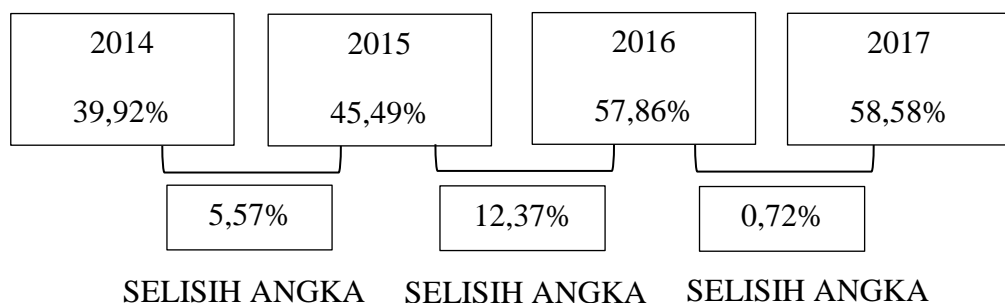 2014 2015 2016 2017
39,92% 45,49% 57,86% 58,58%
5,57% 12,37% 0,72%
SELISIH ANGKA SELISIH ANGKA SELISIH ANGKA